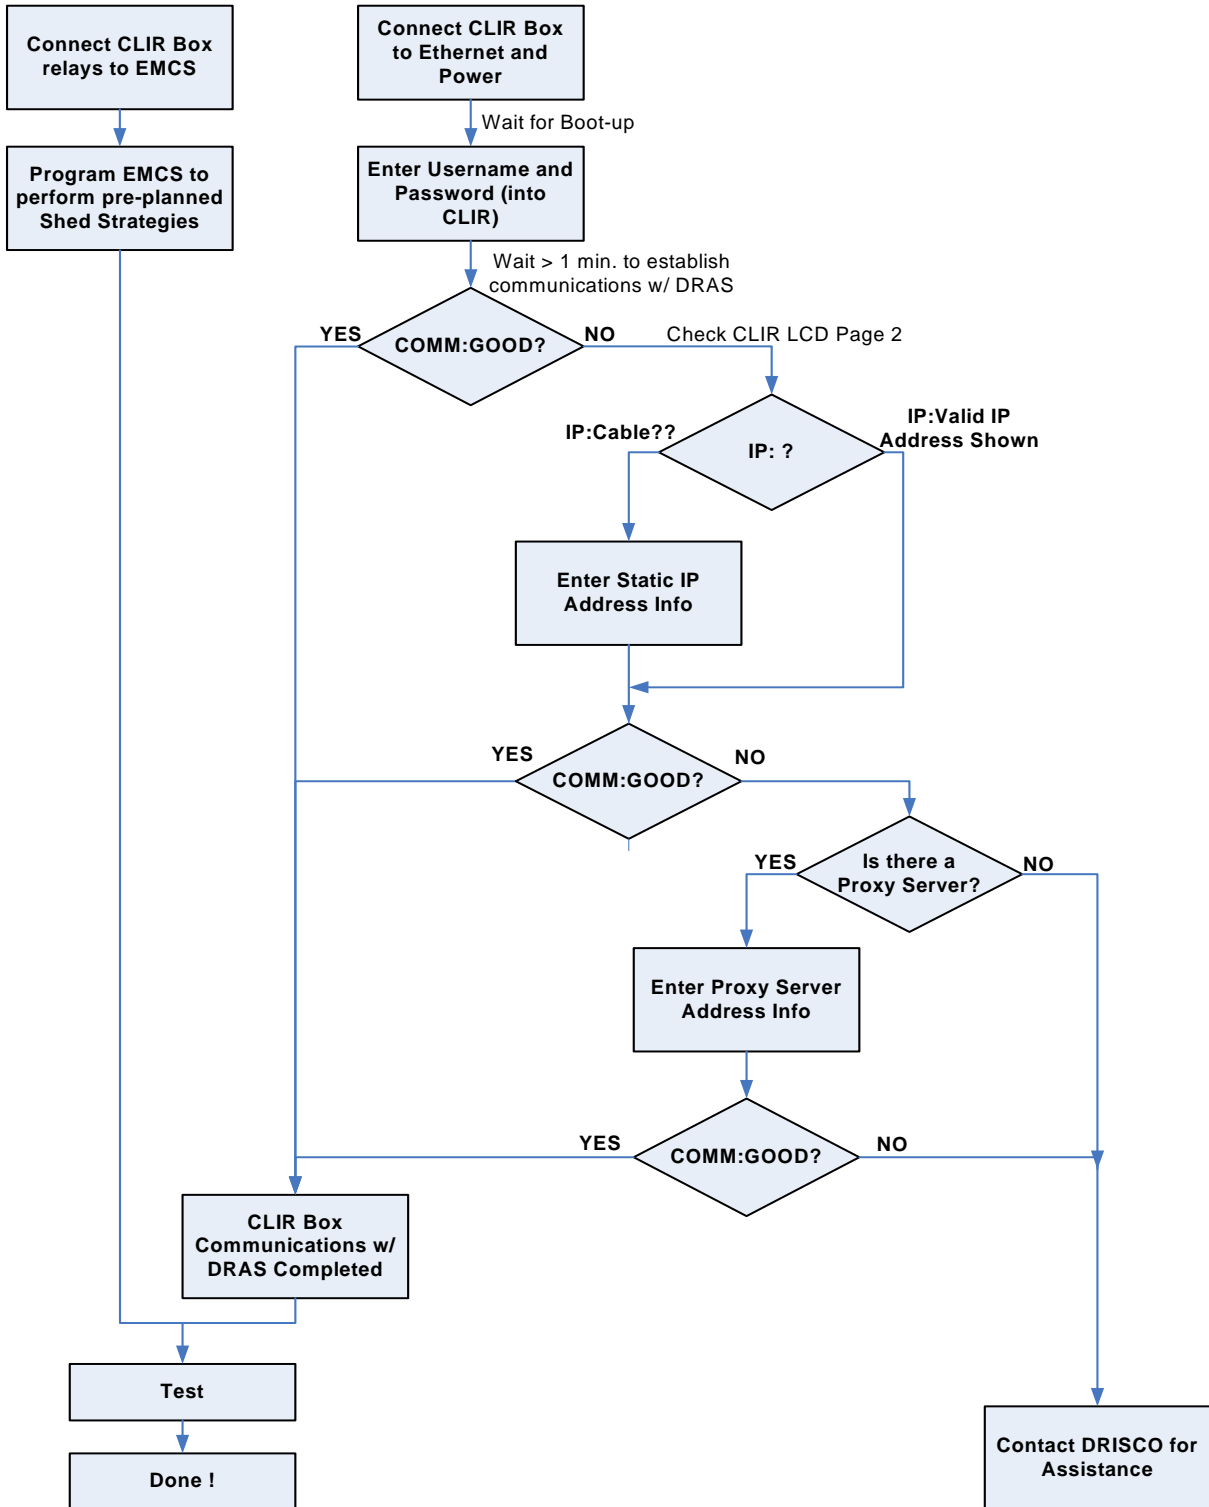 Connect CLIR Box
relays to EMCS
Connect CLIR Box
to Ethernet and
Power
Wait for Boot-up
Program EMCS to
perform pre-planned
Shed Strategies
Enter Username and
Password (into
CLIR)
Wait > 1 min. to establish
communications w/ DRAS
YES
COMM:GOOD?
NO
Check CLIR LCD Page 2
IP:Cable??
IP: ?
IP:Valid IP
Address Shown
Enter Static IP
Address Info
YES
COMM:GOOD?
NO
YES
Is there a
Proxy Server?
NO
Enter Proxy Server
Address Info
YES
COMM:GOOD?
NO
CLIR Box
Communications w/
DRAS Completed
Test
Done !
Contact DRISCO for
Assistance